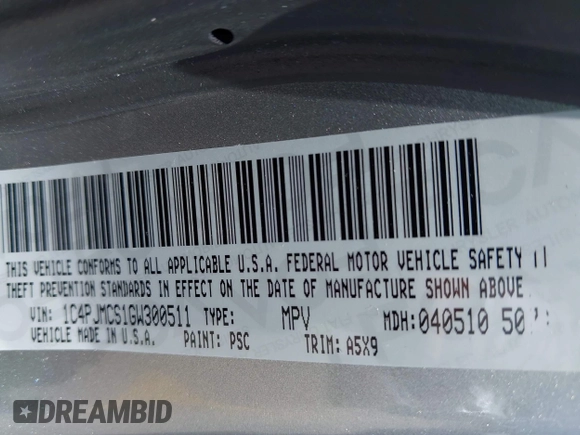 THIS VEHICLE CONFORMS TO ALL APPLICABLE U.S.A. FEDERAL MOTOR VEHICLE SAFETY
THEFT PREVENTION STANDARDS IN EFFECT ON THE DATE OF MANUFACTURE SHOWN ABOVE
VIN: 1C4PJMCS1GW300511 TYPE: MPV MDH:040510 50
VEHICLE MADE IN U.S.A. PAINT: PSC TRIM: A5X9
DREAMBID